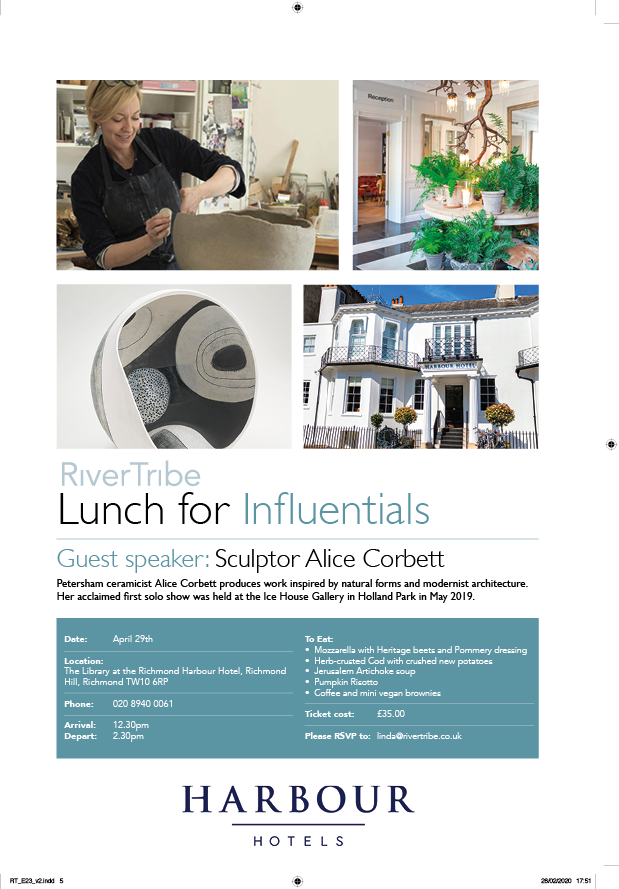 Reception
HARBOUR HOTEL
RiverTribe
Lunch for Influentials
Guest speaker: Sculptor Alice Corbett
Petersham ceramicist Alice Corbett produces work inspired by natural forms and modernist architecture.
Her acclaimed first solo show was held at the Ice House Gallery in Holland Park in May 2019.
Date: April 29th
Location:
The Library at the Richmond Harbour Hotel, Richmond
Hill, Richmond TW10 6RP
Phone: 020 8940 0061
Arrival: 12.30pm
Depart: 2.30pm
To Eat:
• Mozzarella with Heritage beets and Pommery dressing
• Herb-crusted Cod with crushed new potatoes
• Jerusalem Artichoke soup
• Pumpkin Risotto
• Coffee and mini vegan brownies
Ticket cost: £35.00
Please RSVP to: linda@rivertribe.co.uk
HARBOUR
HOTELS
RT_E23_v2.indd 5
28/02/2020 17:51